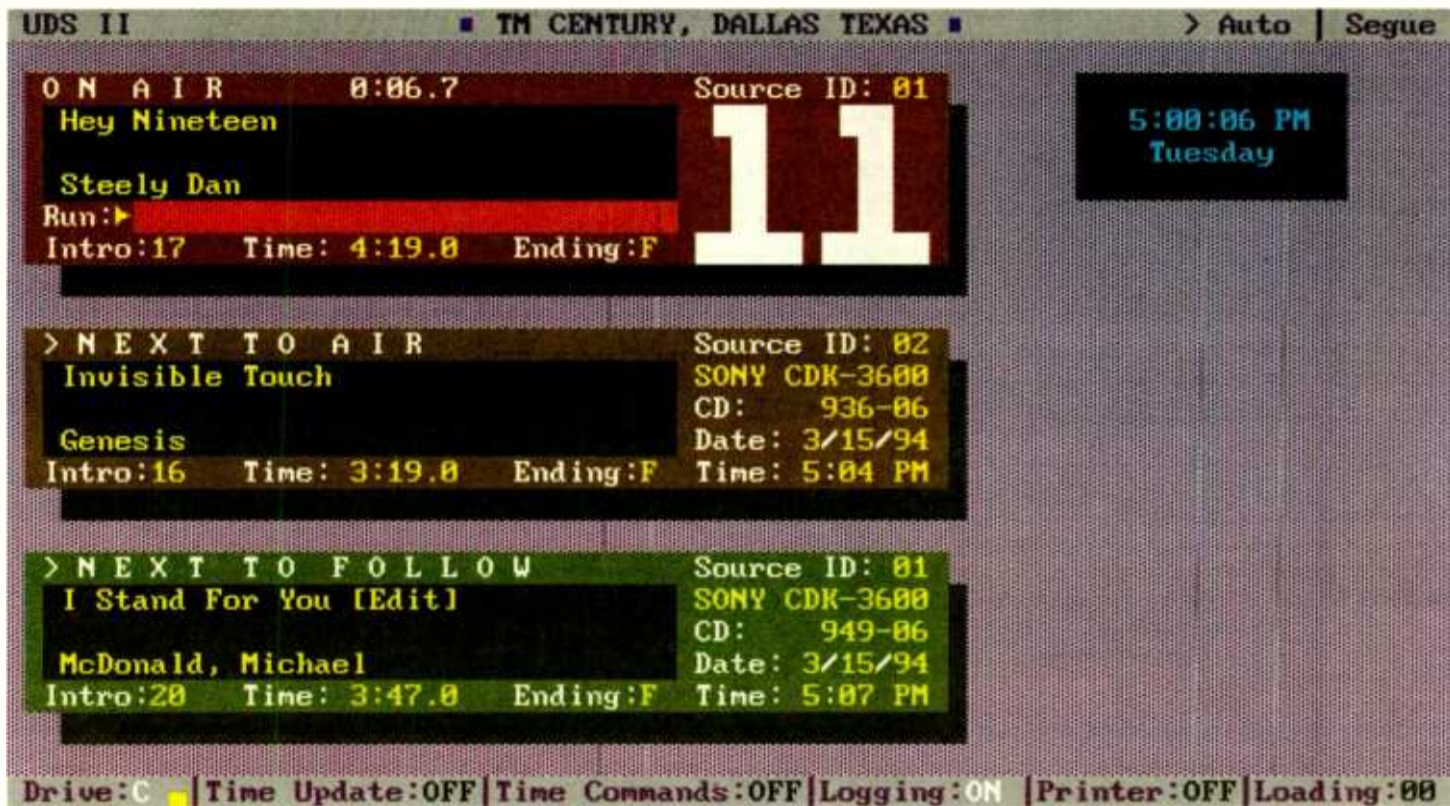 UDS II ▪ TM CENTURY, DALLAS TEXAS ▪ > Auto | Segue
O N A I R 0:06.7 Source ID: 01
Hey Nineteen
Steely Dan
Run:►
Intro:17 Time: 4:19.0 Ending:F
11
5:00:06 PM
Tuesday
>N E X T T O A I R Source ID: 02
Invisible Touch SONY CDK-3600
CD: 936-06
Genesis Date: 3/15/94
Intro:16 Time: 3:19.0 Ending:F Time: 5:04 PM
>N E X T T O F O L L O W Source ID: 01
I Stand For You [Edit] SONY CDK-3600
CD: 949-06
McDonald, Michael Date: 3/15/94
Intro:20 Time: 3:47.0 Ending:F Time: 5:07 PM
Drive:C |Time Update:OFF|Time Commands:OFF|Logging:ON |Printer:OFF|Loading:00